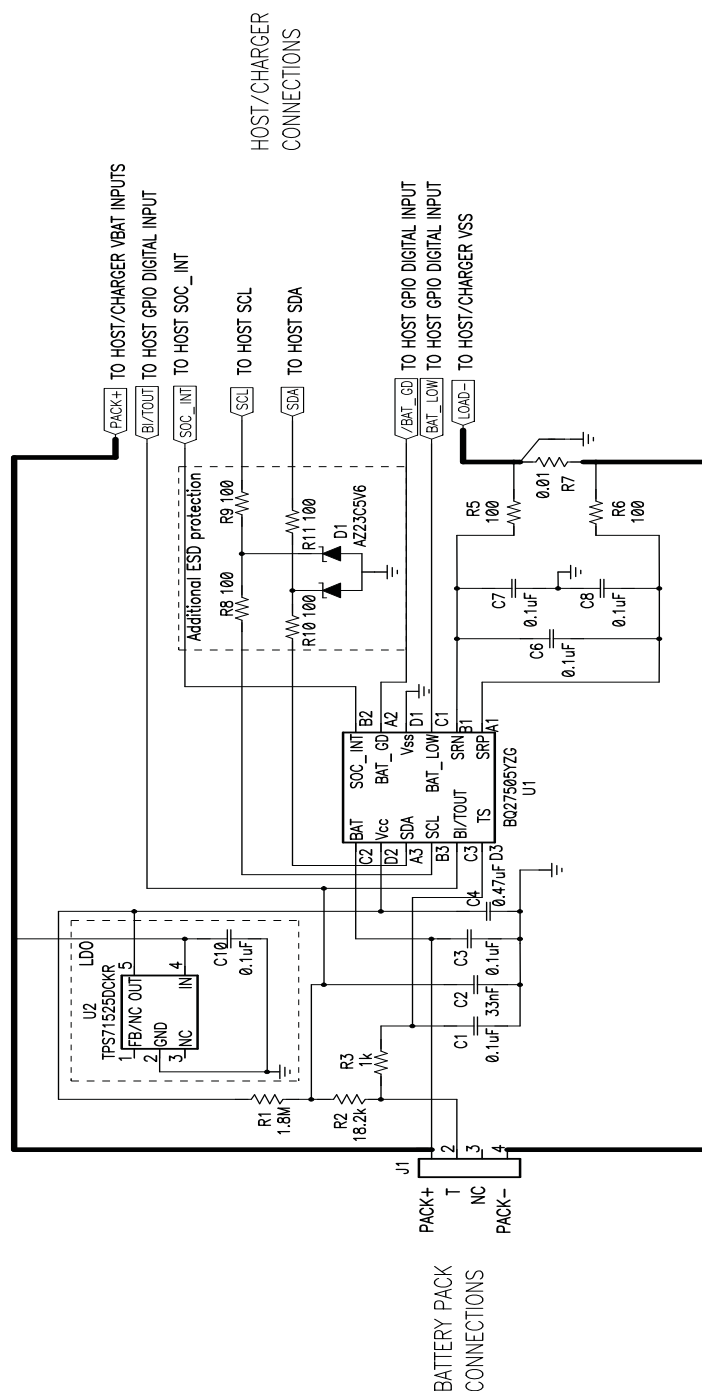 HOST/CHARGER
CONNECTIONS
PACK+
TO HOST/CHARGER VBAT INPUTS
BI/TOUT
TO HOST GPIO DIGITAL INPUT
SOC_INT
TO HOST SOC_INT
SCL
TO HOST SCL
SDA
TO HOST SDA
/BAT_GD
TO HOST GPIO DIGITAL INPUT
BAT_LOW
TO HOST GPIO DIGITAL INPUT
LOAD-
TO HOST/CHARGER VSS
Additional ESD protection
R8 100
R9 100
R10 100
R11 100
D1
AZ23C5V6
R5
100
0.01
R7
R6
100
C7
0.1uF
C8
0.1uF
C6
0.1uF
BAT
Vcc
SDA
SCL
BI/TOUT
TS
SOC_INT
BAT_GD
Vss
BAT_LOW
SRN
SRP
C2
D2
A3
B3
C3
D3
B2
A2
D1
C1
B1
A1
BQ27505YZG
U1
LDO
U2
TPS71525DCKR
1
FB/NC
OUT
5
2
GND
3
NC
IN
4
C10
0.1uF
R1
1.8M
R2
18.2k
R3
1k
C1
0.1uF
C2
33nF
C3
0.1uF
C4
0.47uF
J1
PACK+
T
2
NC
3
PACK-
4
BATTERY PACK
CONNECTIONS